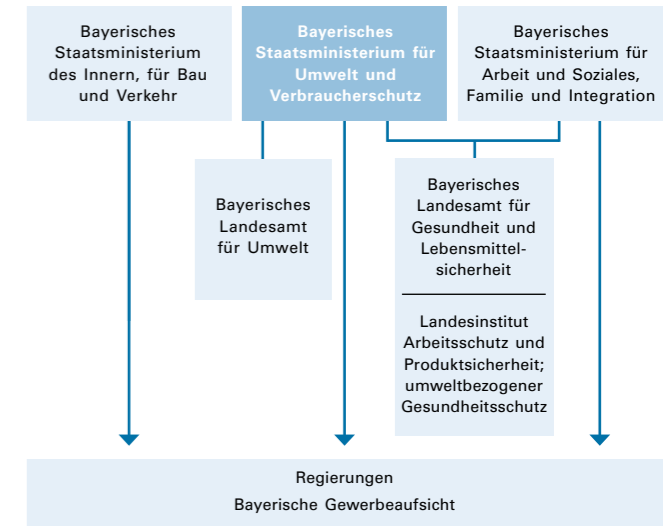 Bayerisches
Staatsministerium
des Innern, für Bau
und Verkehr
Bayerisches
Staatsministerium für
Umwelt und
Verbraucherschutz
Bayerisches
Staatsministerium für
Arbeit und Soziales,
Familie und Integration
Bayerisches
Landesamt
für Umwelt
Bayerisches
Landesamt für
Gesundheit und
Lebensmittel-
sicherheit
Landesinstitut
Arbeitsschutz und
Produktsicherheit;
umweltbezogener
Gesundheitsschutz
Regierungen
Bayerische Gewerbeaufsicht